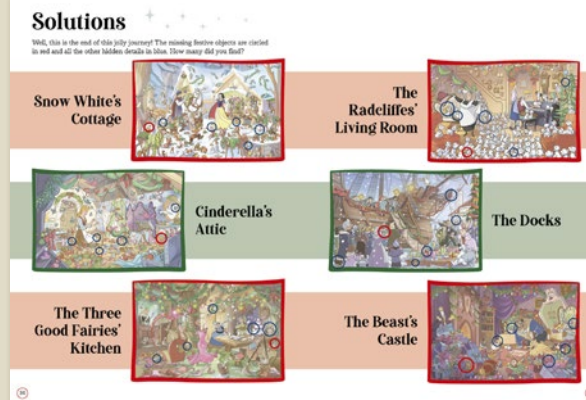 Solutions
Well, this is the end of this jolly journey! The missing festive objects are circled
in red and all the other hidden details in blue. How many did you find?
Snow White's
Cottage
The
Radcliffes'
Living Room
Cinderella's
Attic
The Docks
The Three
Good Fairies'
Kitchen
The Beast's
Castle